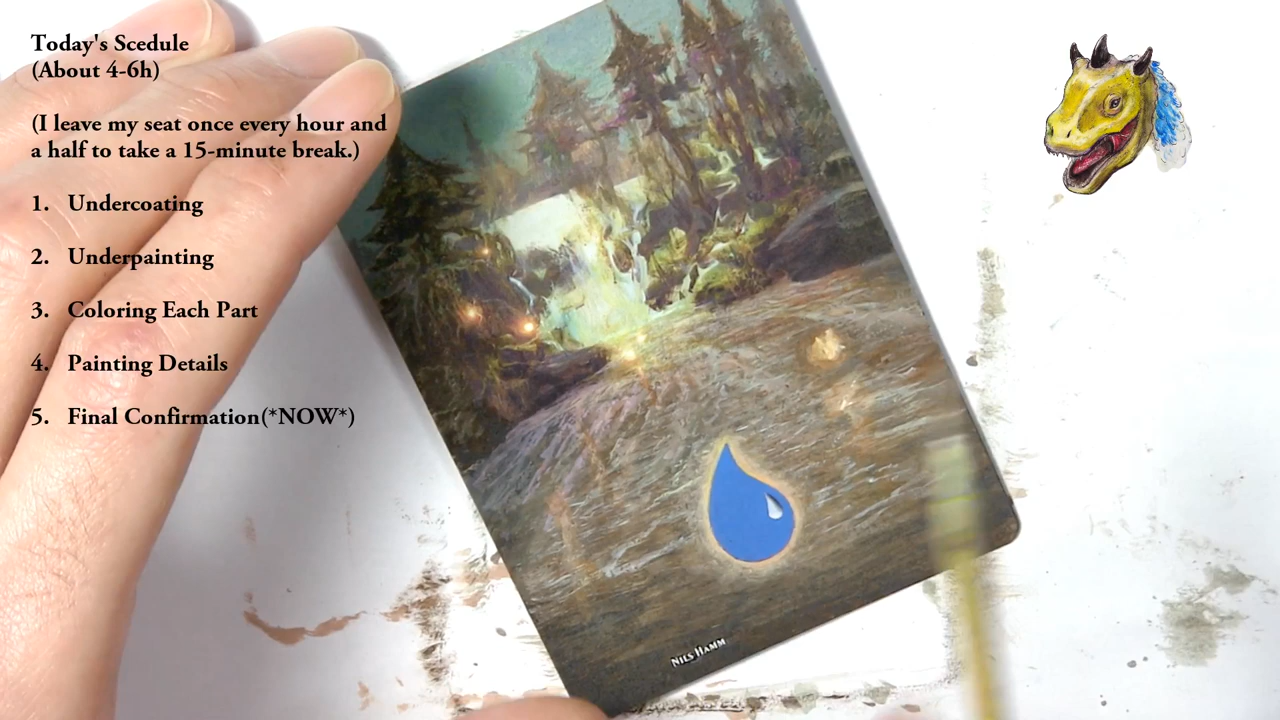 Today's Scedule
(About 4-6h)
(I leave my seat once every hour and
a half to take a 15-minute break.)
1. Undercoating
2. Underpainting
3. Coloring Each Part
4. Painting Details
5. Final Confirmation(*NOW*)
NILS HAMM